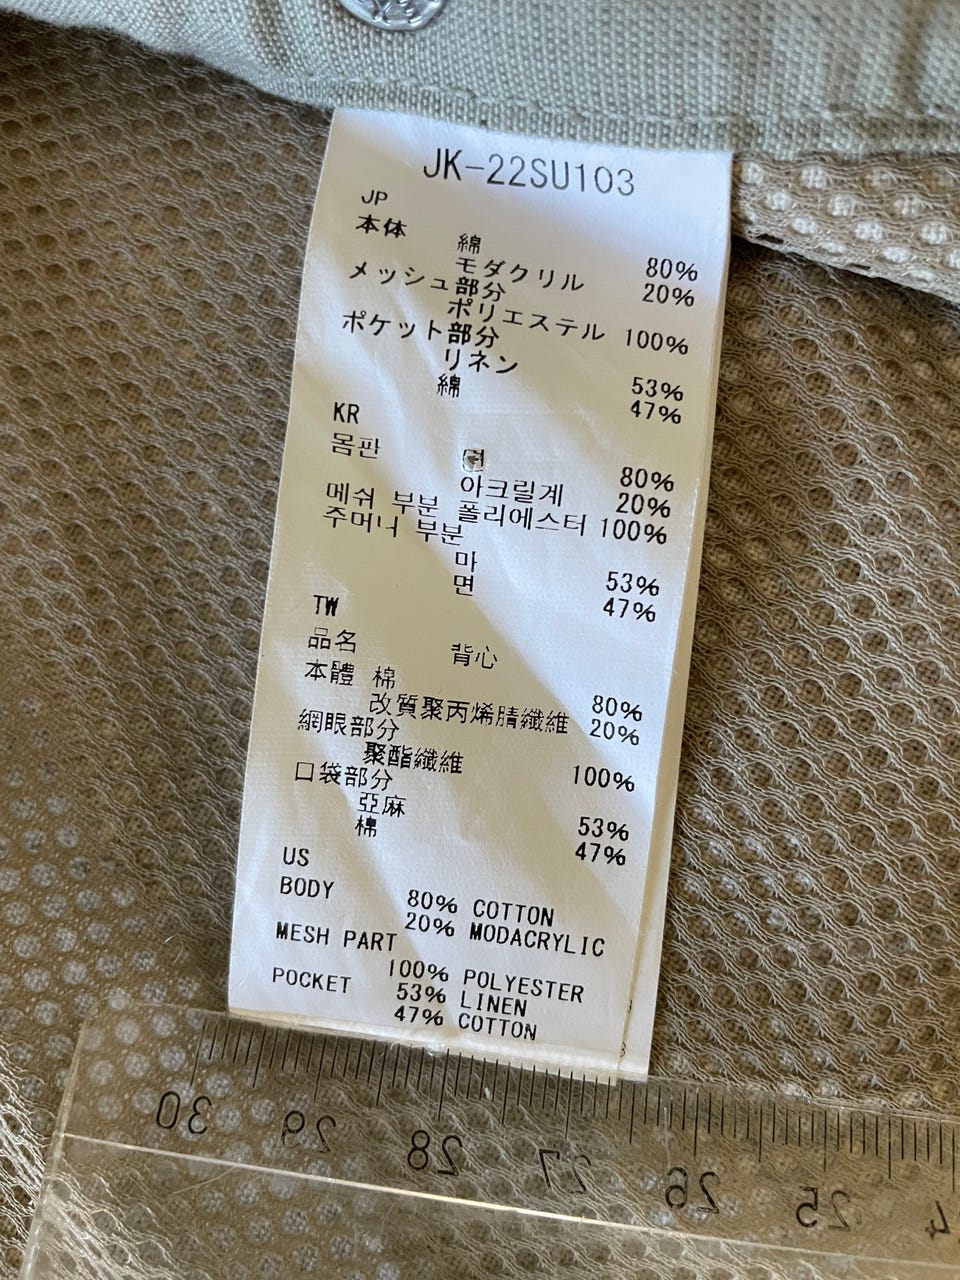 JK-22SU103
JP
本体 綿 80%
モダクリル 20%
メッシュ部分
ポリエステル 100%
ポケット部分
リネン 53%
綿 47%
KR
몸판 면 80%
아크릴계 20%
메쉬 부분 폴리에스터 100%
주머니 부분
마 53%
면 47%
TW
品名 背心
本體 棉 80%
改質聚丙烯腈纖維 20%
網眼部分
聚酯纖維 100%
口袋部分
亞麻 53%
棉 47%
US
BODY 80% COTTON
20% MODACRYLIC
MESH PART
100% POLYESTER
POCKET 53% LINEN
47% COTTON
30 29 28 27 26 25 24